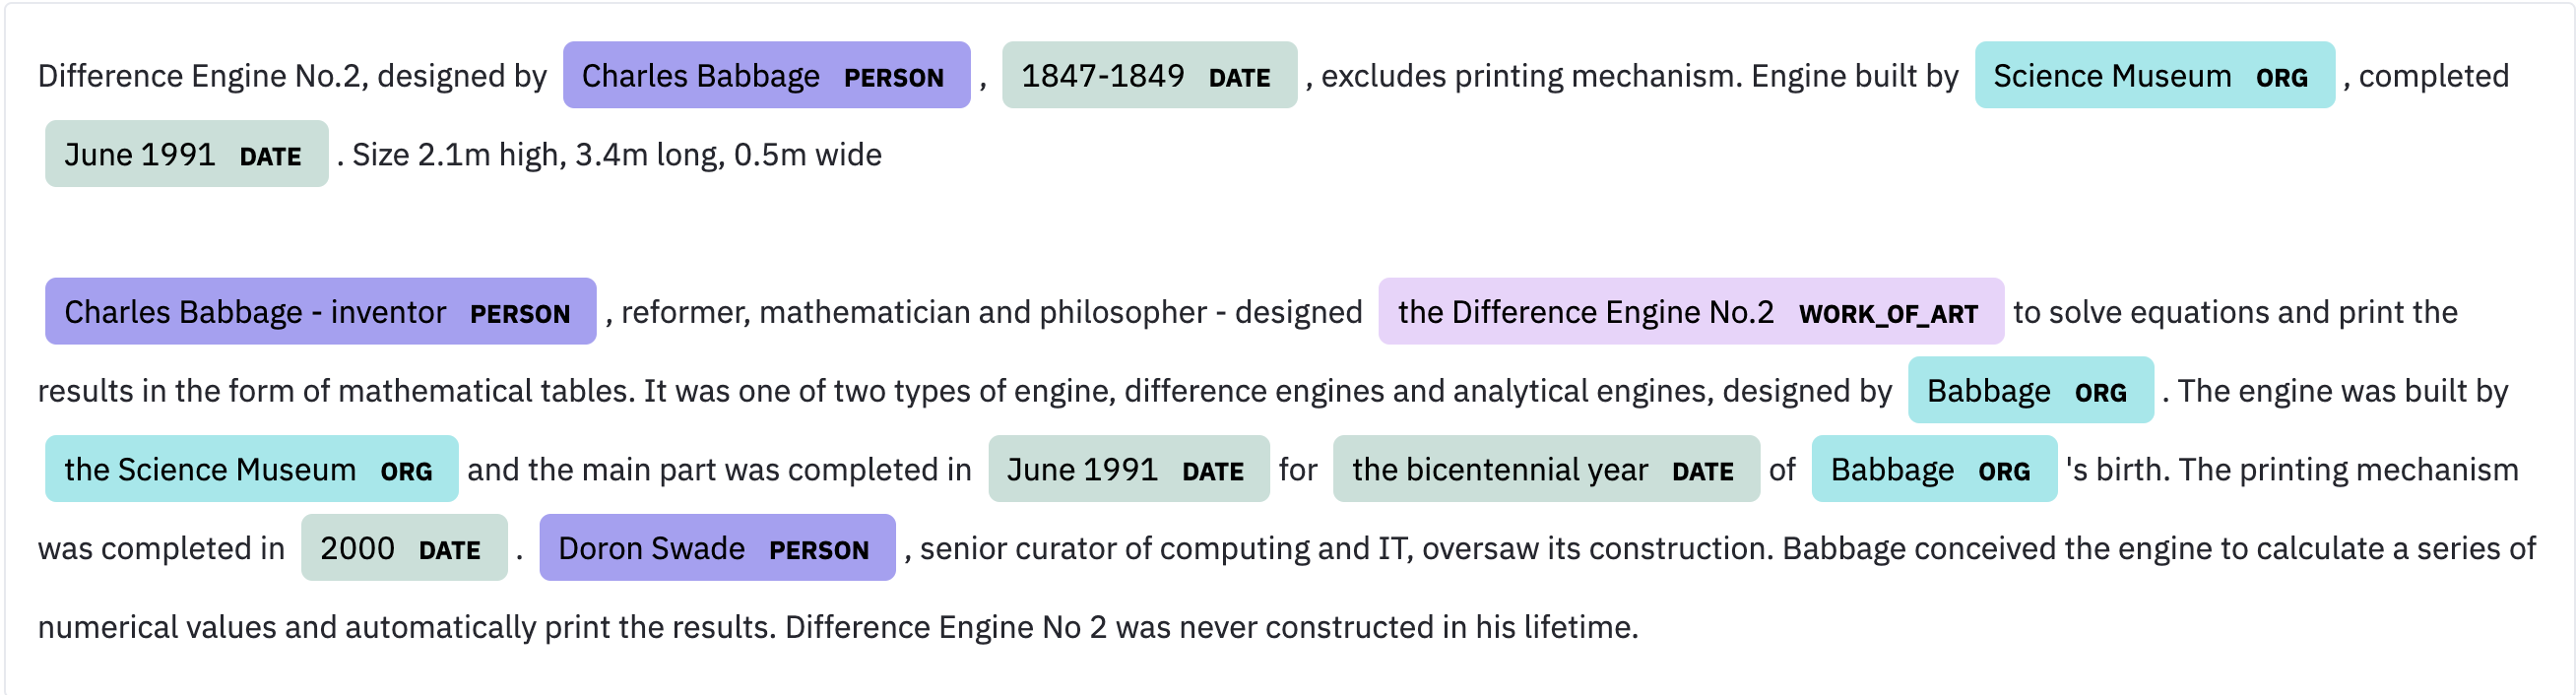 Difference Engine No.2, designed by Charles Babbage PERSON , 1847-1849 DATE , excludes printing mechanism. Engine built by Science Museum ORG , completed
June 1991 DATE . Size 2.1m high, 3.4m long, 0.5m wide
Charles Babbage - inventor PERSON , reformer, mathematician and philosopher - designed the Difference Engine No.2 WORK_OF_ART to solve equations and print the
results in the form of mathematical tables. It was one of two types of engine, difference engines and analytical engines, designed by Babbage ORG . The engine was built by
the Science Museum ORG and the main part was completed in June 1991 DATE for the bicentennial year DATE of Babbage ORG 's birth. The printing mechanism
was completed in 2000 DATE . Doron Swade PERSON , senior curator of computing and IT, oversaw its construction. Babbage conceived the engine to calculate a series of
numerical values and automatically print the results. Difference Engine No 2 was never constructed in his lifetime.